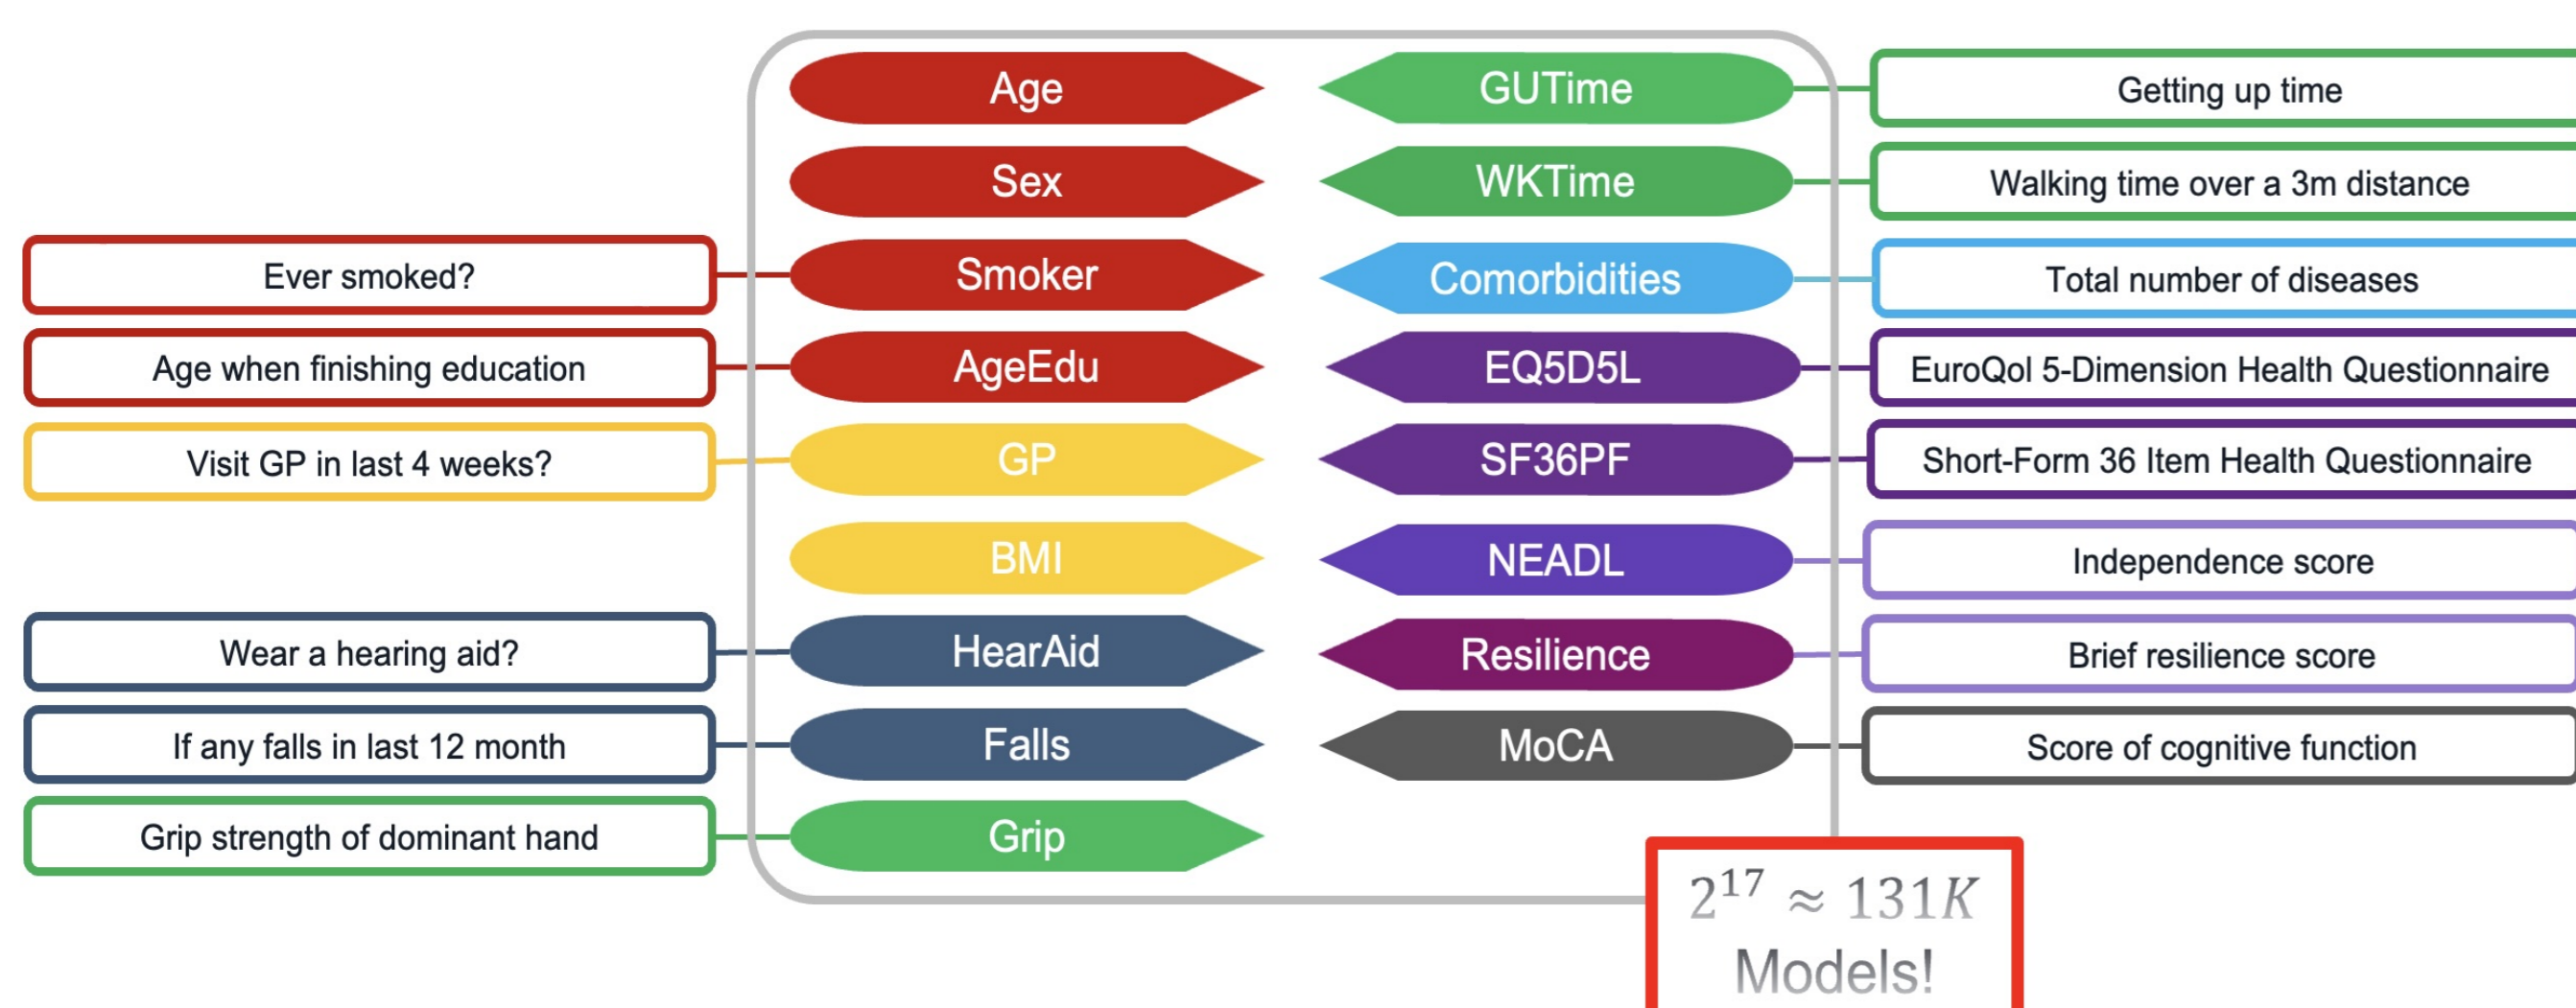 Age
GUTime
Getting up time
Sex
WKTime
Walking time over a 3m distance
Ever smoked?
Smoker
Comorbidities
Total number of diseases
Age when finishing education
AgeEdu
EQ5D5L
EuroQol 5-Dimension Health Questionnaire
Visit GP in last 4 weeks?
GP
SF36PF
Short-Form 36 Item Health Questionnaire
BMI
NEADL
Independence score
Wear a hearing aid?
HearAid
Resilience
Brief resilience score
If any falls in last 12 month
Falls
MoCA
Score of cognitive function
Grip strength of dominant hand
Grip
2¹⁷ ≈ 131K
Models!